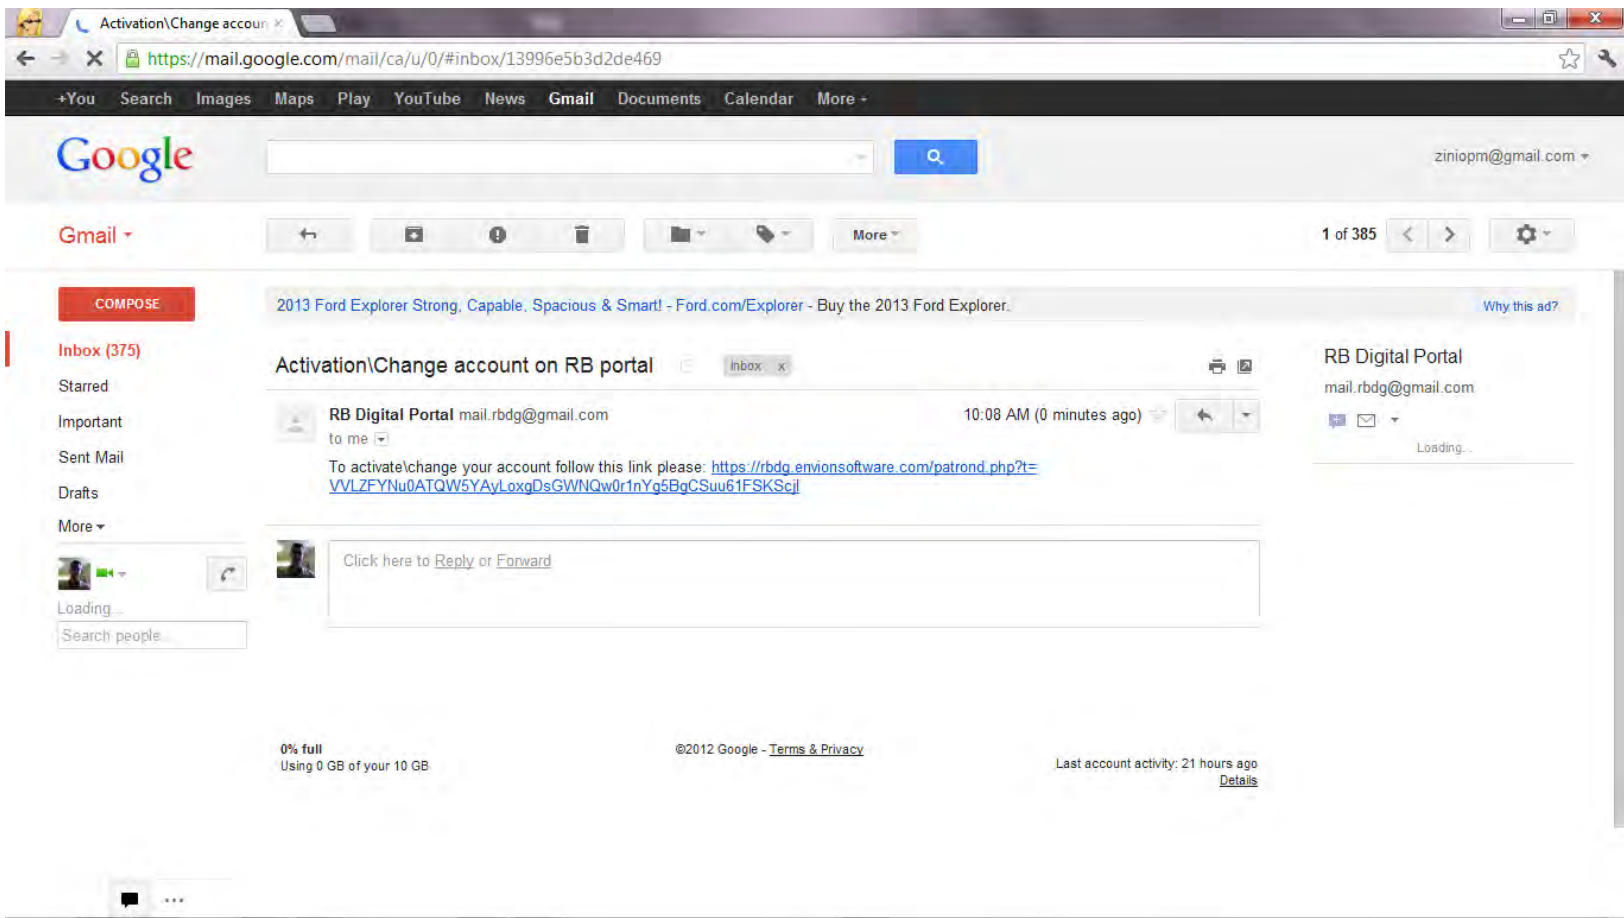 Activation\Change accoun
https://mail.google.com/mail/ca/u/0/#inbox/13996e5b3d2de469
+You Search Images Maps Play YouTube News Gmail Documents Calendar More
Google
ziniopm@gmail.com
Gmail
More
1 of 385
COMPOSE
2013 Ford Explorer Strong, Capable, Spacious & Smart! - Ford.com/Explorer - Buy the 2013 Ford Explorer.
Why this ad?
Inbox (375)
Starred
Important
Sent Mail
Drafts
More
Loading...
Search people...
Activation\Change account on RB portal
Inbox x
RB Digital Portal mail.rbdg@gmail.com
10:08 AM (0 minutes ago)
to me
To activate\change your account follow this link please: https://rbdg.envionsoftware.com/patrond.php?t=
VVLZFYNu0ATQW5YAyLoxgDsGWNQw0r1nYg5BgCSuu61FSKScjl
Click here to Reply or Forward
RB Digital Portal
mail.rbdg@gmail.com
Loading...
0% full
Using 0 GB of your 10 GB
©2012 Google - Terms & Privacy
Last account activity: 21 hours ago
Details